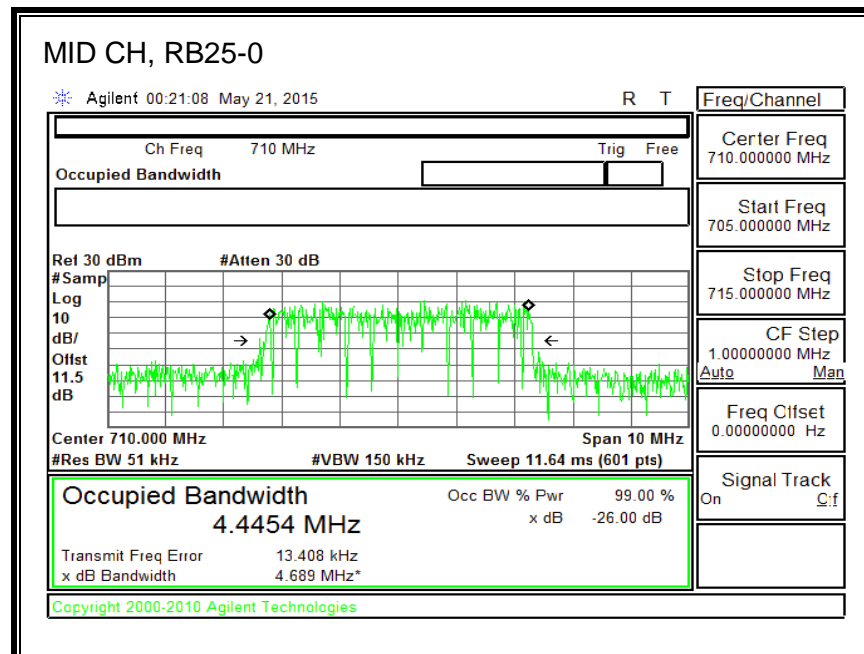 MID CH, RB25-0
Agilent 00:21:08 May 21, 2015 R T
Freq/Channel
Ch Freq 710 MHz Trig Free
Occupied Bandwidth
Center Freq
710.000000 MHz
Start Freq
705.000000 MHz
Stop Freq
715.000000 MHz
CF Step
1.00000000 MHz
Auto Man
Freq Offset
0.00000000 Hz
Signal Track
On Off
Ref 30 dBm #Atten 30 dB
#Samp
Log
10
dB/
Offst
11.5
dB
Center 710.000 MHz Span 10 MHz
#Res BW 51 kHz #VBW 150 kHz Sweep 11.64 ms (601 pts)
Occupied Bandwidth
4.4454 MHz
Occ BW % Pwr 99.00 %
x dB -26.00 dB
Transmit Freq Error 13.408 kHz
x dB Bandwidth 4.689 MHz*
Copyright 2000-2010 Agilent Technologies